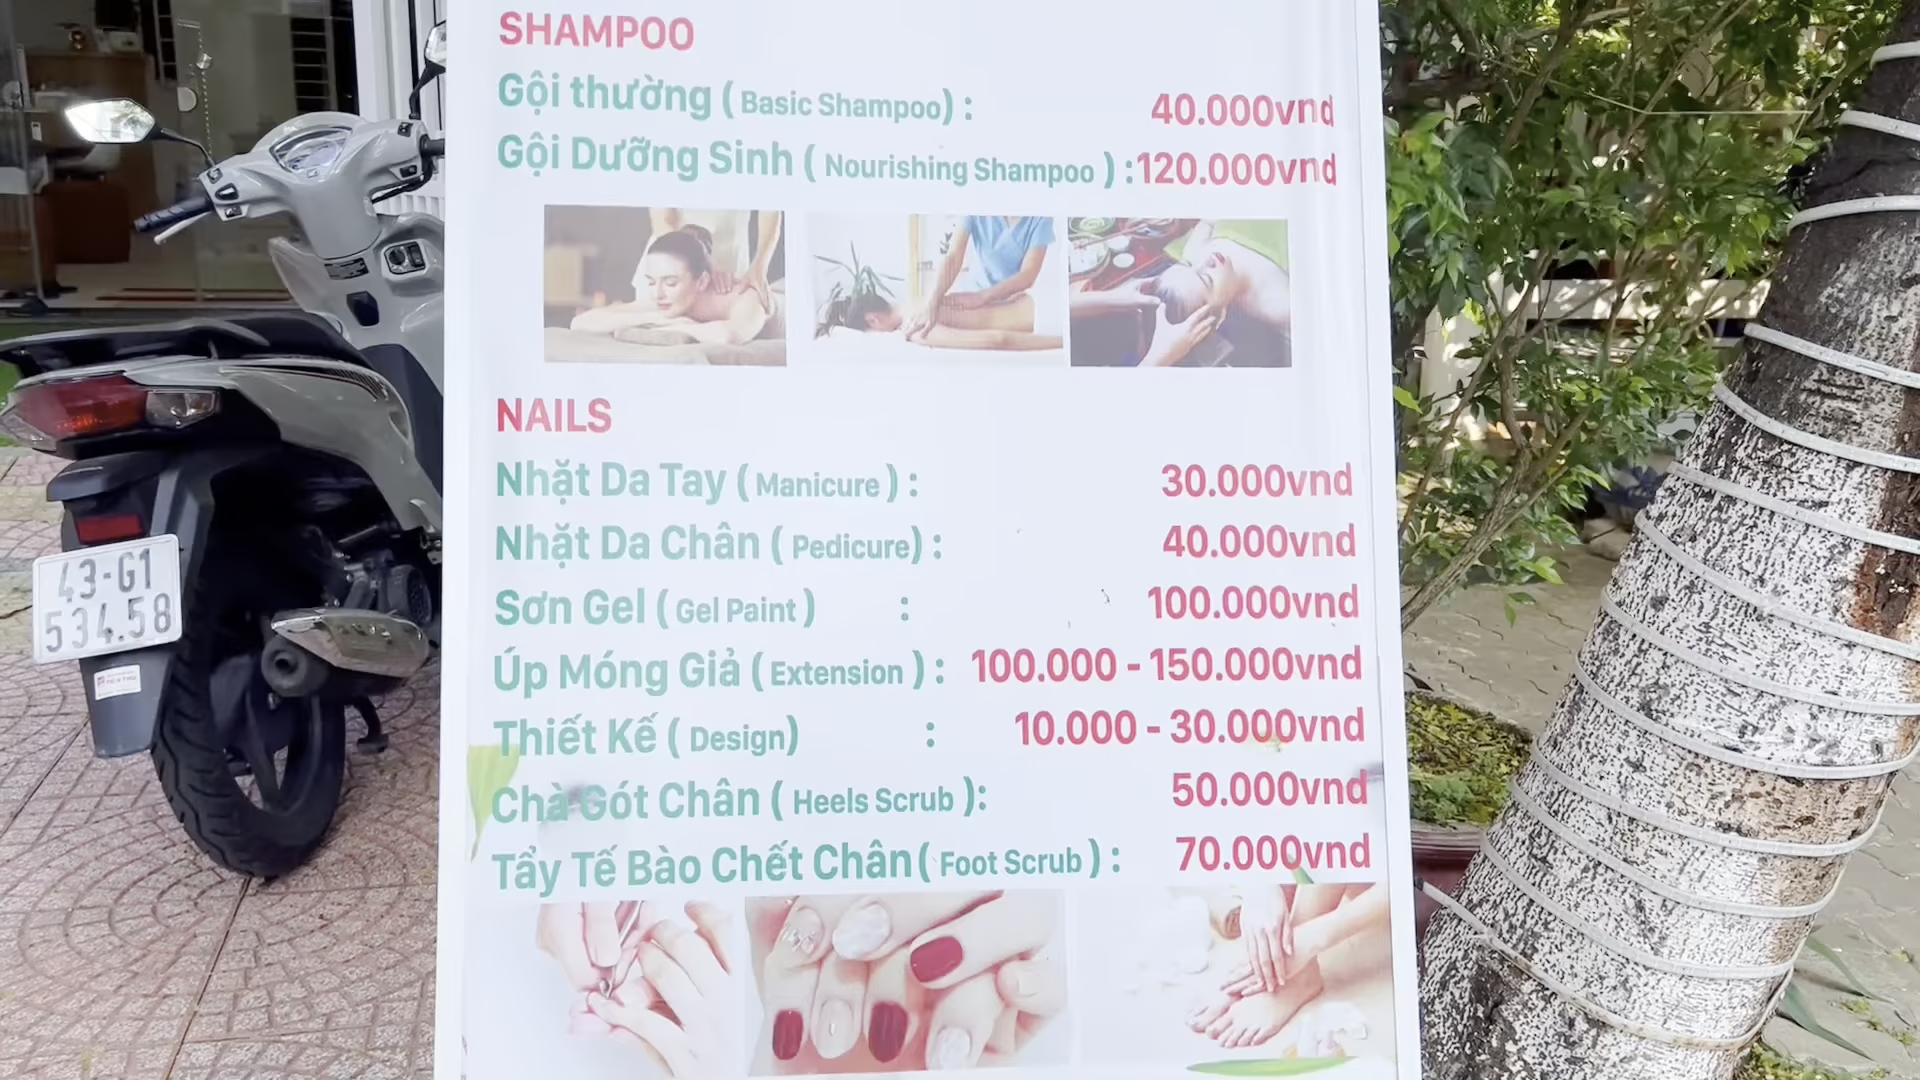 SHAMPOO
Gội thường ( Basic Shampoo) : 40.000vnd
Gội Dưỡng Sinh ( Nourishing Shampoo ) :120.000vnd
NAILS
Nhặt Da Tay ( Manicure ) : 30.000vnd
Nhặt Da Chân ( Pedicure) : 40.000vnd
Sơn Gel ( Gel Paint ) : 100.000vnd
Úp Móng Giả ( Extension ) : 100.000 - 150.000vnd
Thiết Kế ( Design) : 10.000 - 30.000vnd
Chà Gót Chân ( Heels Scrub ): 50.000vnd
Tẩy Tế Bào Chết Chân( Foot Scrub ) : 70.000vnd
43-G1
534.58